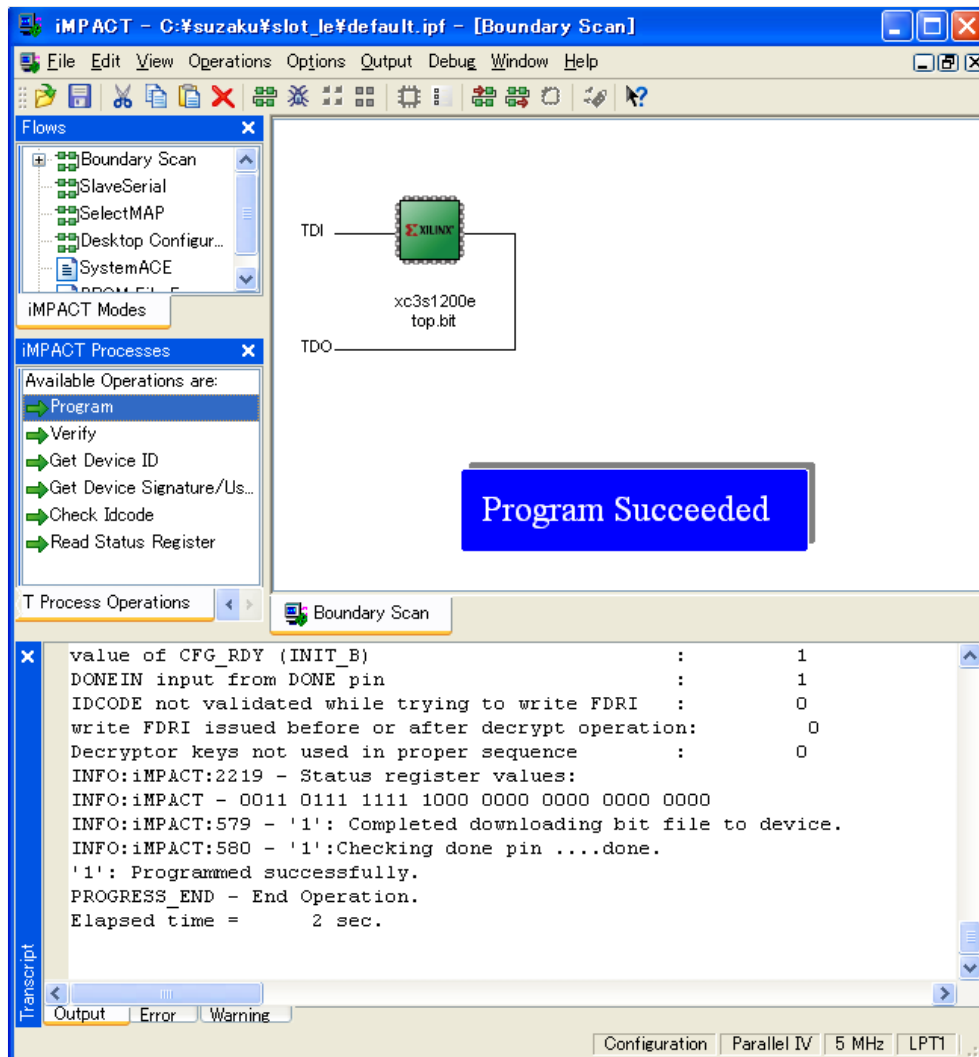 iMPACT - C:¥suzaku¥slot_le¥default.ipf - [Boundary Scan]
File Edit View Operations Options Output Debug Window Help
Flows
Boundary Scan
SlaveSerial
SelectMAP
Desktop Configur...
SystemACE
iMPACT Modes
iMPACT Processes
Available Operations are:
Program
Verify
Get Device ID
Get Device Signature/Us...
Check Idcode
Read Status Register
T Process Operations
TDI
XILINX
xc3s1200e
top.bit
TDO
Program Succeeded
Boundary Scan
value of CFG_RDY (INIT_B) : 1
DONEIN input from DONE pin : 1
IDCODE not validated while trying to write FDRI : 0
write FDRI issued before or after decrypt operation: 0
Decryptor keys not used in proper sequence : 0
INFO:iMPACT:2219 - Status register values:
INFO:iMPACT - 0011 0111 1111 1000 0000 0000 0000 0000
INFO:iMPACT:579 - '1': Completed downloading bit file to device.
INFO:iMPACT:580 - '1':Checking done pin ....done.
'1': Programmed successfully.
PROGRESS_END - End Operation.
Elapsed time = 2 sec.
Transcript
Output Error Warning
Configuration Parallel IV 5 MHz LPT1